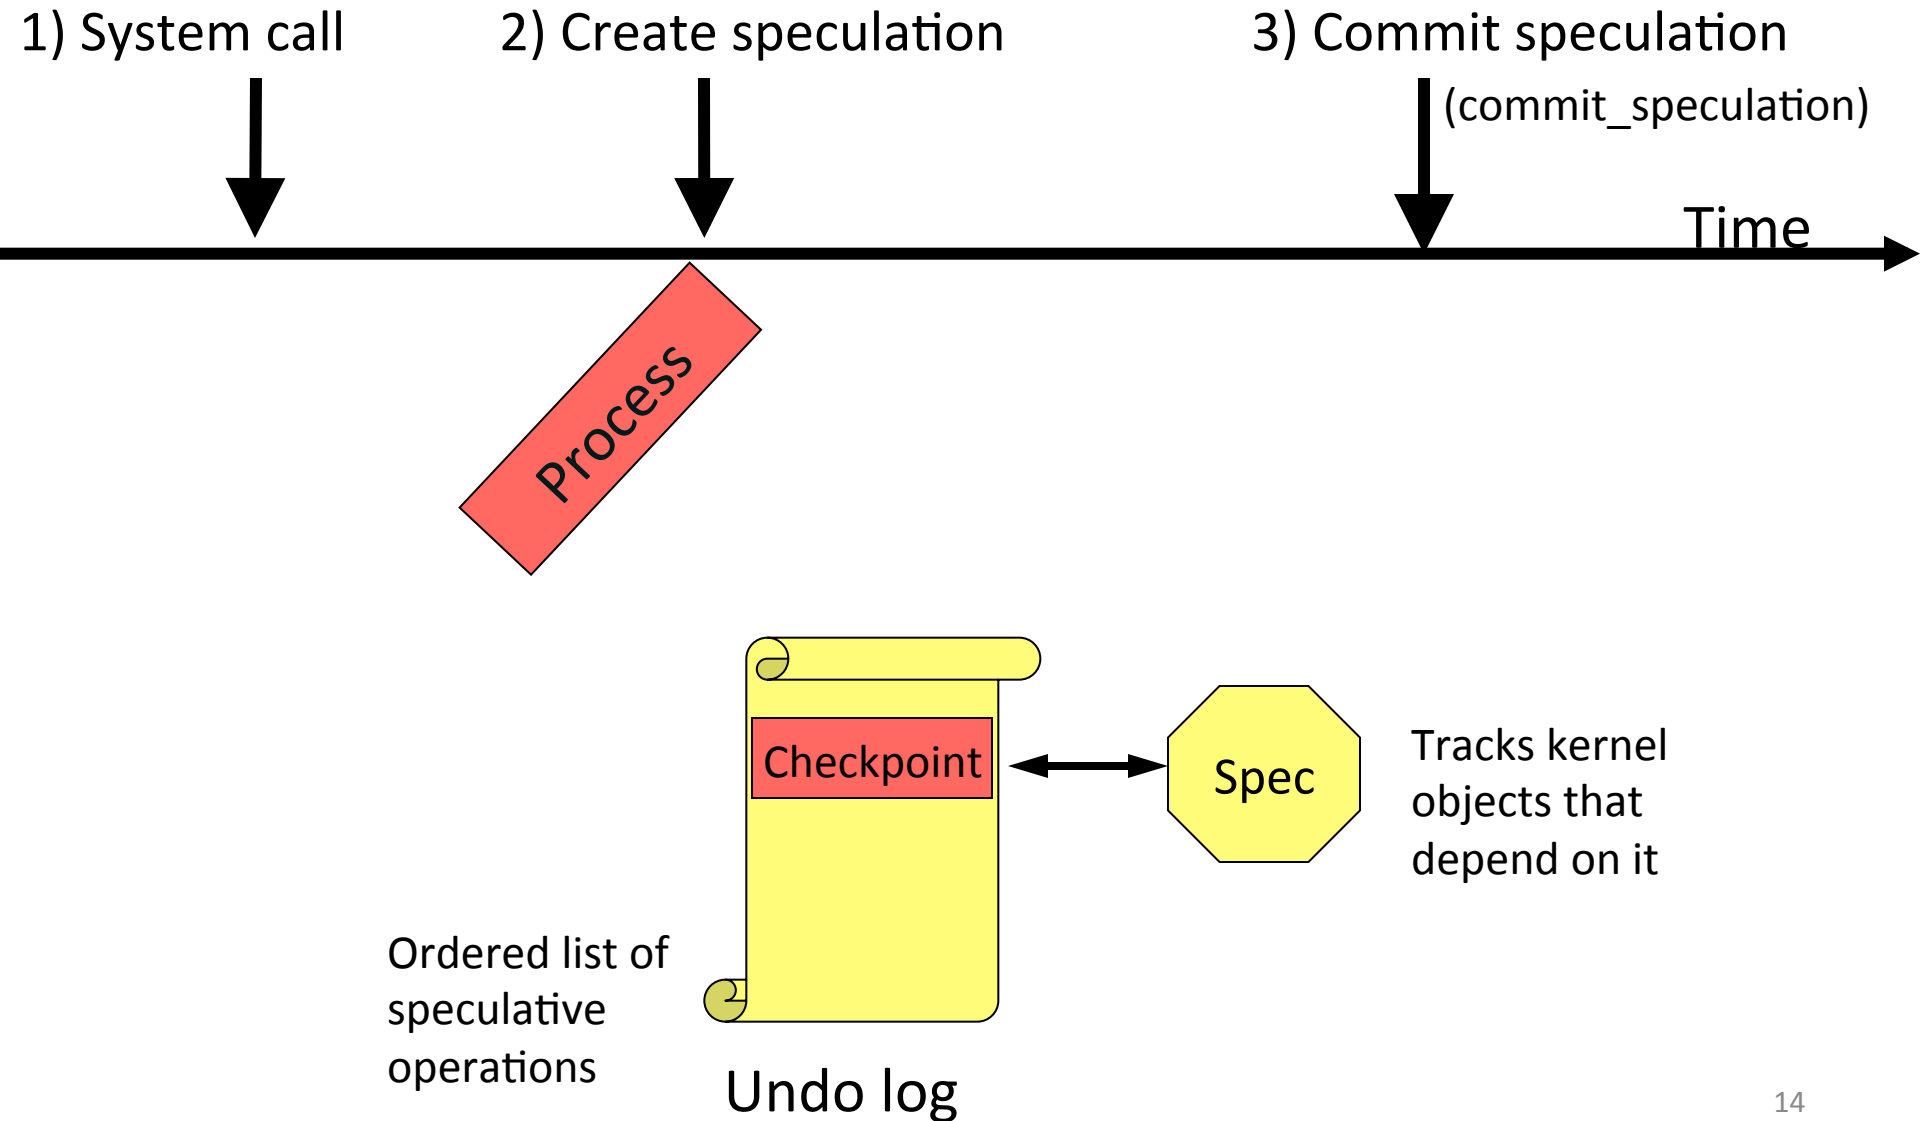 1) System call
2) Create speculation
3) Commit speculation
(commit_speculation)
Time
Process
Checkpoint
Spec
Tracks kernel
objects that
depend on it
Ordered list of
speculative
operations
Undo log
14